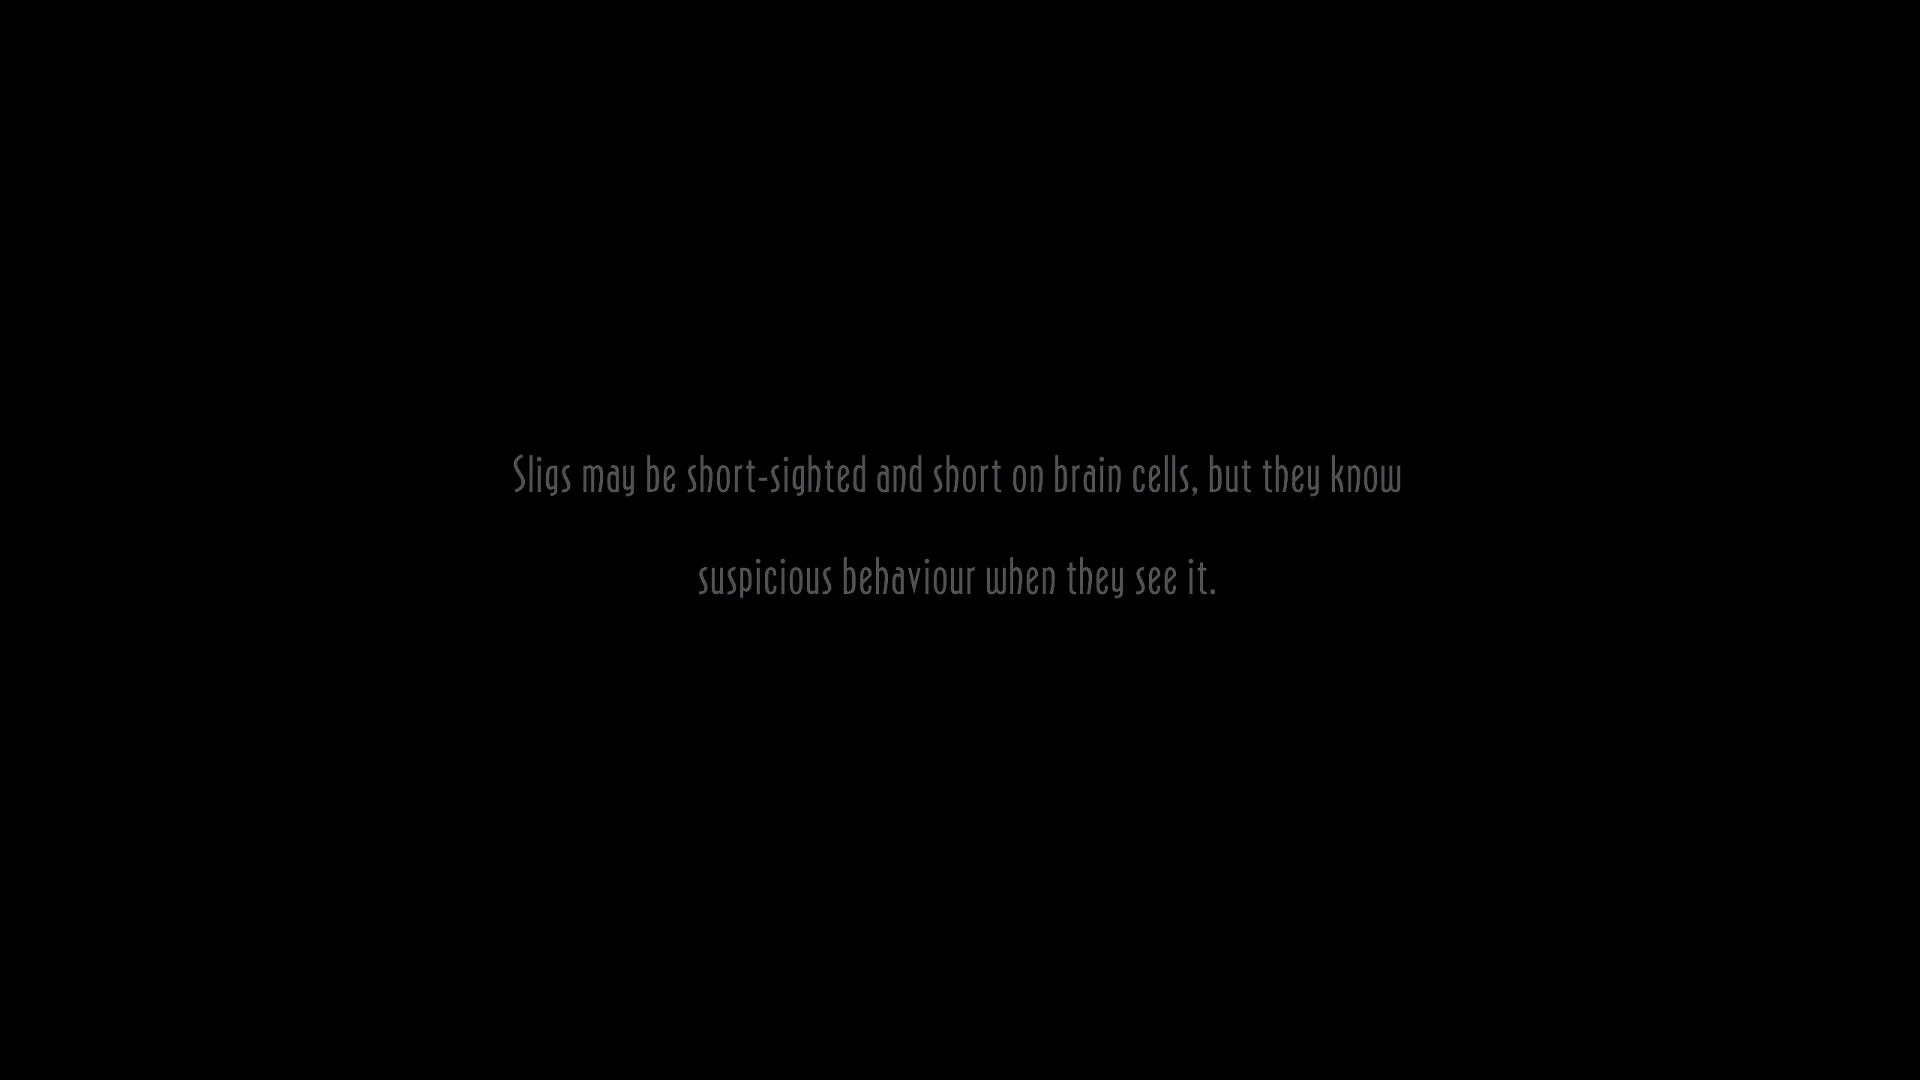 Sligs may be short-sighted and short on brain cells, but they know
suspicious behaviour when they see it.